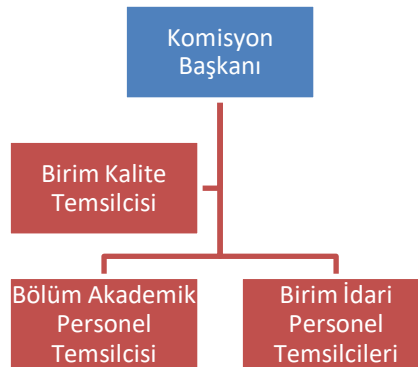 Komisyon
Başkanı
Birim Kalite
Temsilcisi
Bölüm Akademik
Personel
Temsilcisi
Birim İdari
Personel
Temsilcileri